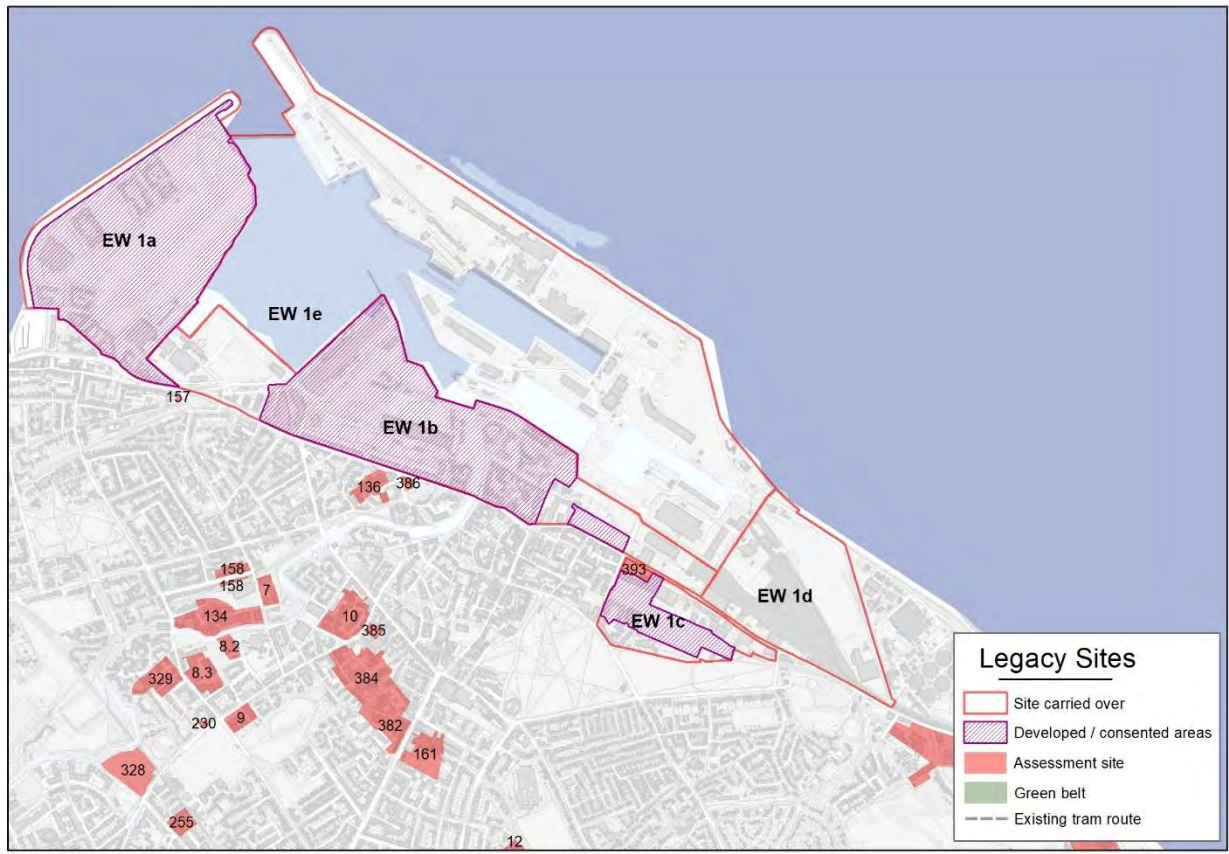 EW 1a
EW 1e
157
EW 1b
136
386
158
158
7
134
10
385
393
EW 1c
EW 1d
8.2
8.3
329
384
230
9
382
161
328
255
12
Legacy Sites
Site carried over
Developed / consented areas
Assessment site
Green belt
Existing tram route